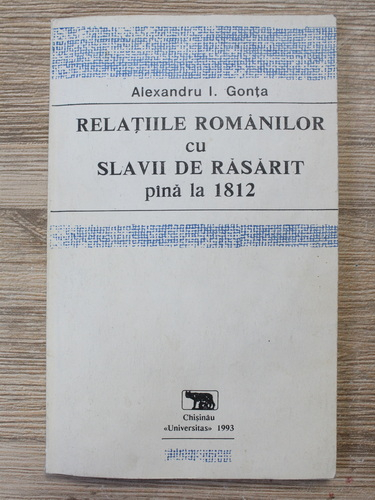 Alexandru I. Gonța
RELAȚIILE ROMÂNILOR
cu
SLAVII DE RĂSĂRIT
pînă la 1812
Chișinău
«Universitas» 1993